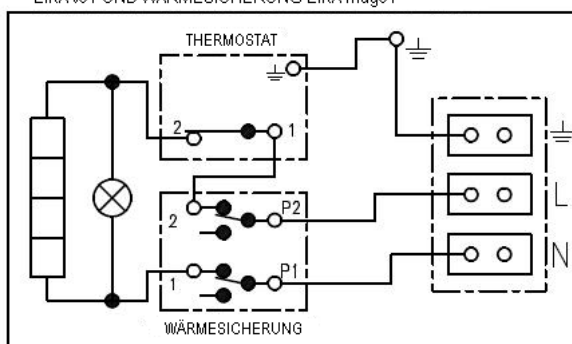 UND WÄRMESICHERUNG
THERMOSTAT
2
1
2
P2
L
1
P1
N
WÄRMESICHERUNG